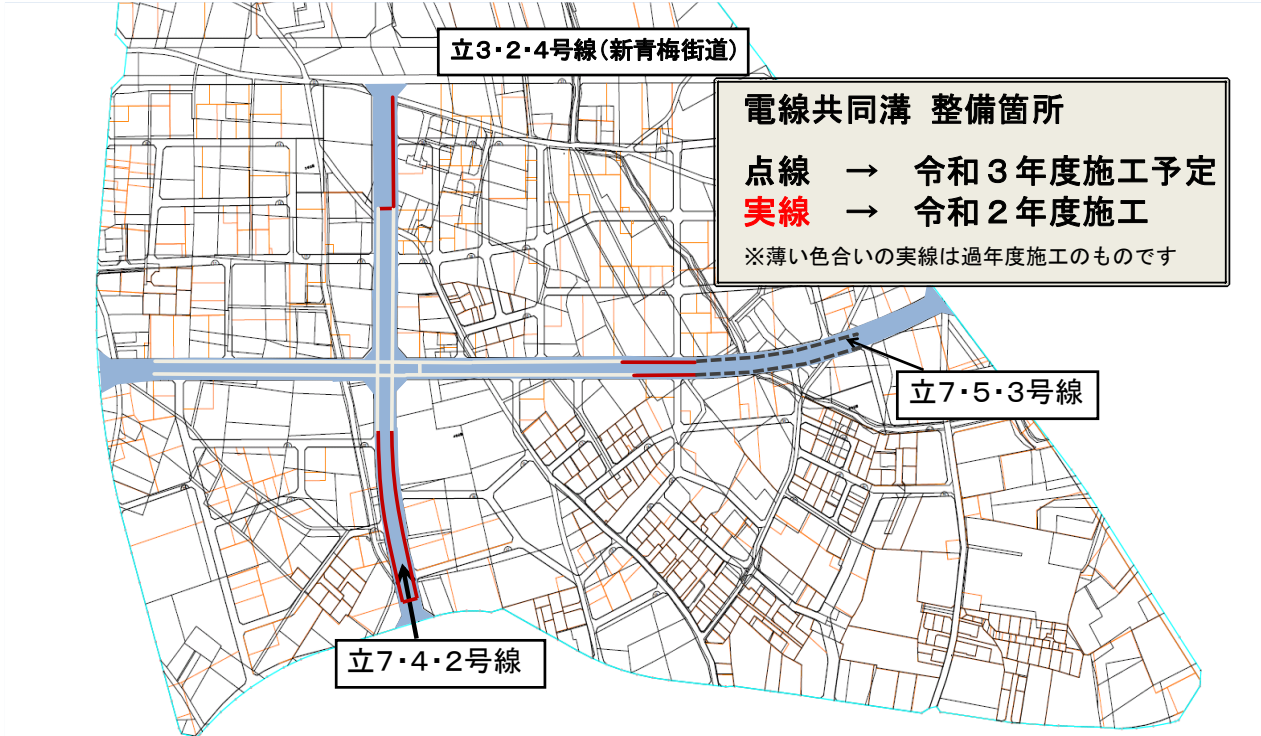 立3・2・4号線(新青梅街道)
電線共同溝 整備箇所
点線 → 令和3年度施工予定
実線 → 令和2年度施工
※薄い色合いの実線は過年度施工のものです
立7・5・3号線
立7・4・2号線